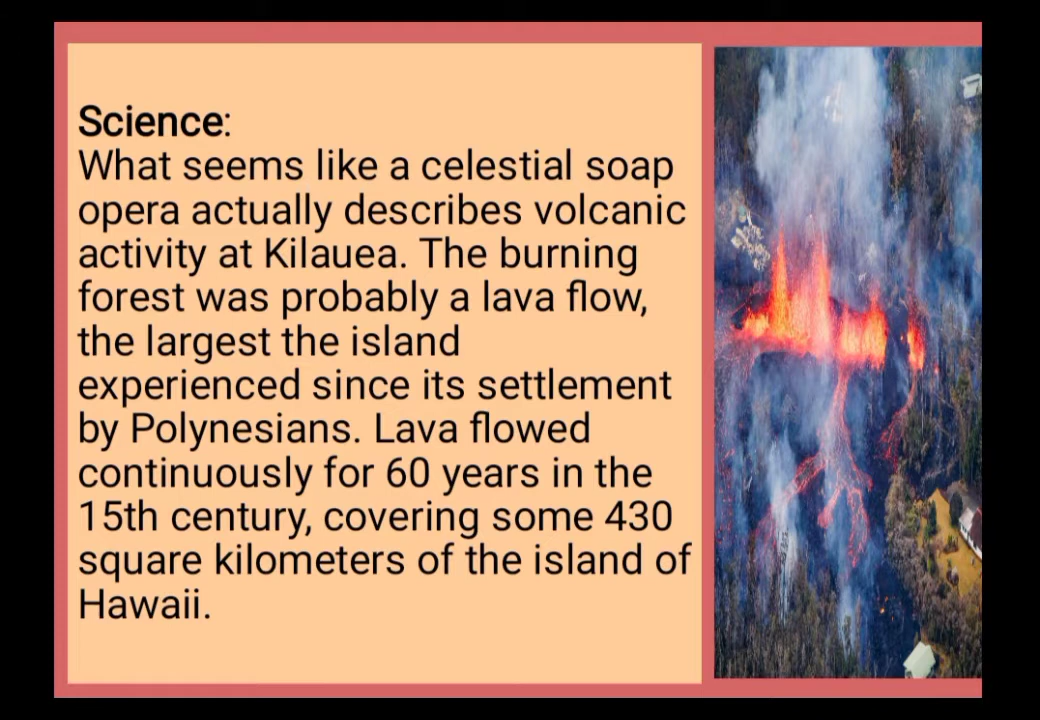 Science:
What seems like a celestial soap
opera actually describes volcanic
activity at Kilauea. The burning
forest was probably a lava flow,
the largest the island
experienced since its settlement
by Polynesians. Lava flowed
continuously for 60 years in the
15th century, covering some 430
square kilometers of the island of
Hawaii.